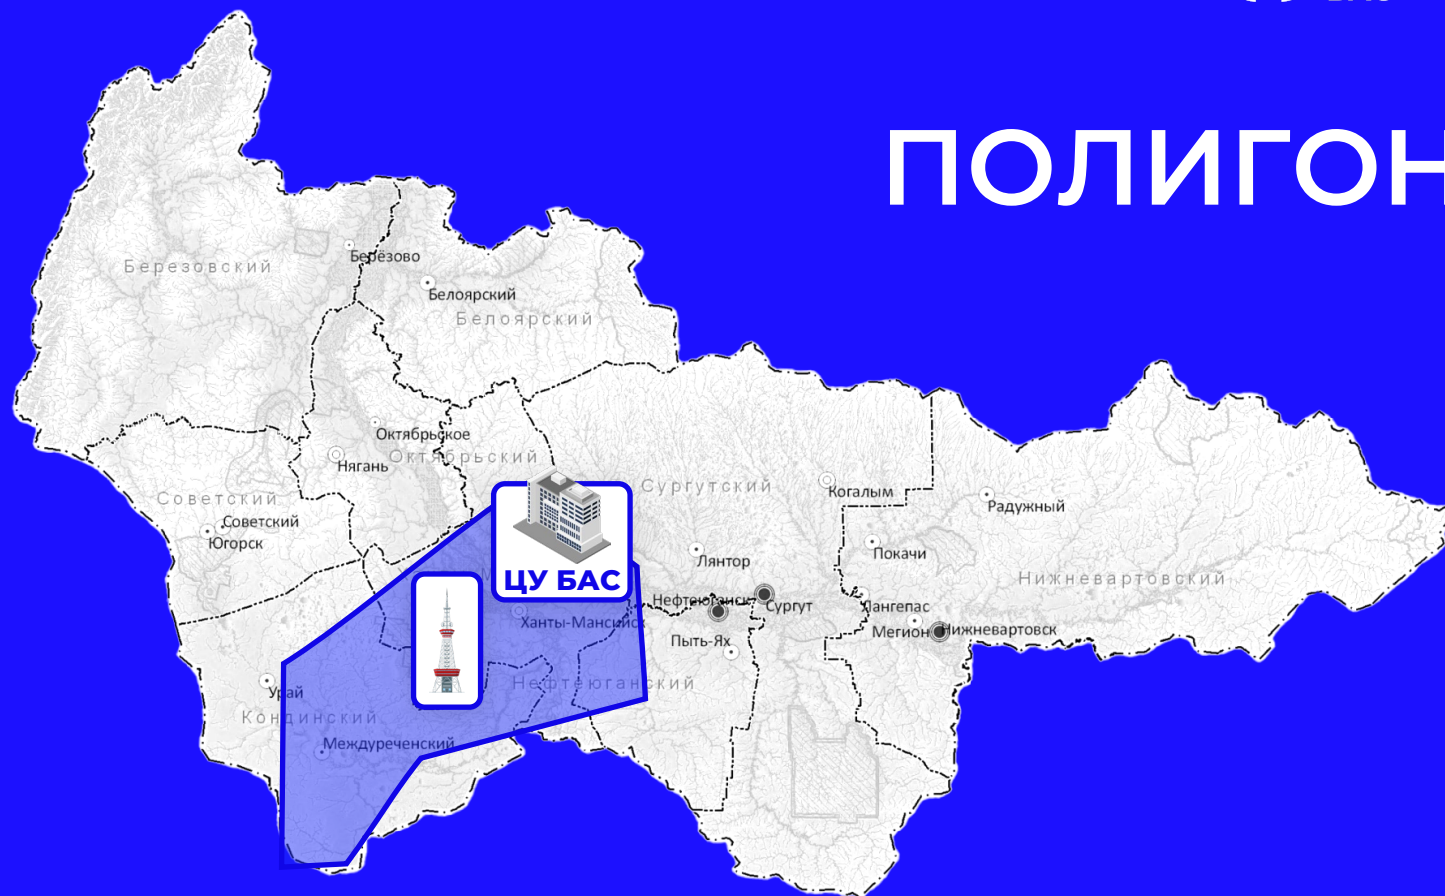 ПОЛИГОН
Берёзово
Березовский
Белоярский
Белоярский
Октябрьское
Октябрьский
Нягань
Сургутский
Когалым
Радужный
Советский
Советский
Югорск
Покачи
Лянтор
ЦУ БАС
Нижневартовский
Нефтеюганск
Сургут
Лангепас
Ханты-Мансийск
Мегион
Нижневартовск
Пыть-Ях
Нефтеюганский
Урай
Кондинский
Междуреченский